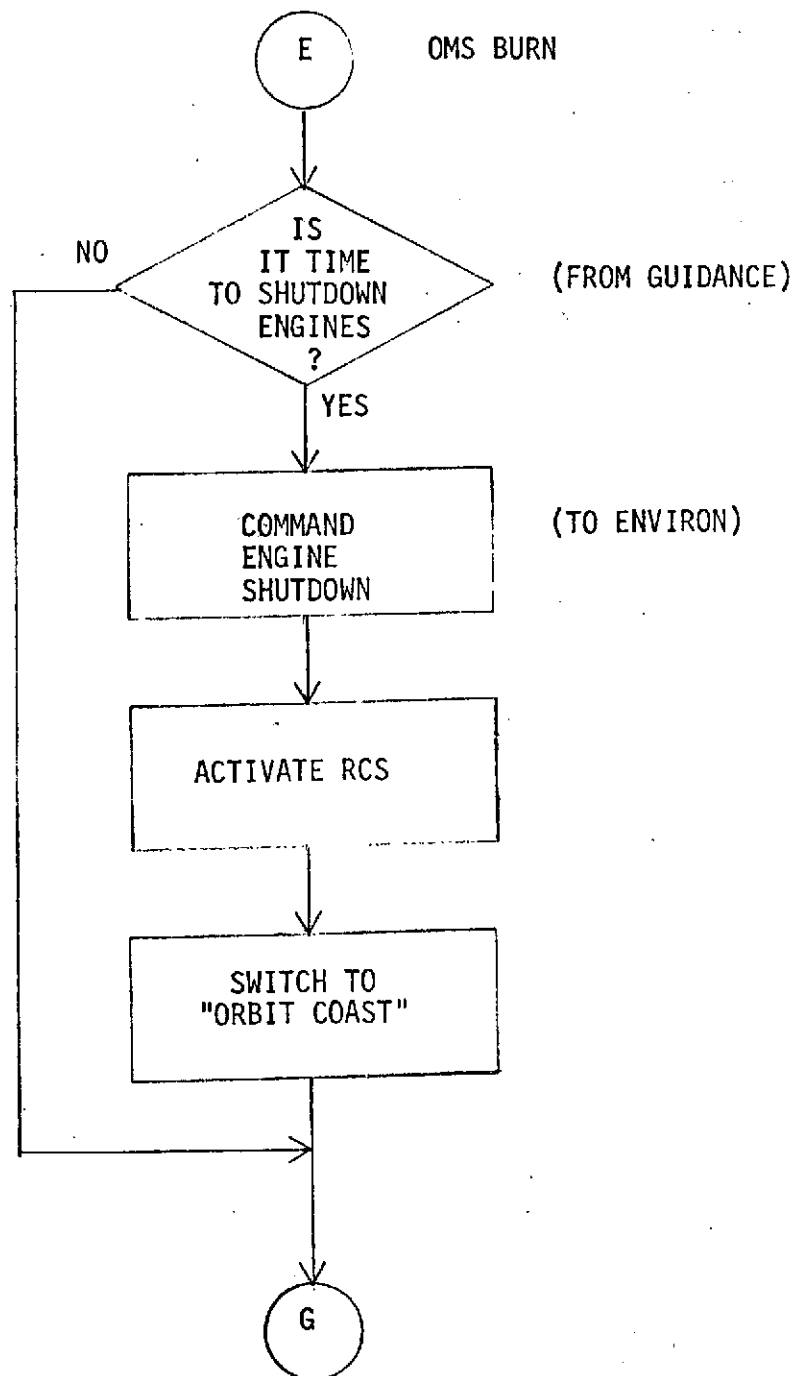 E
OMS BURN
IS
IT TIME
TO SHUTDOWN
ENGINES
?
NO
(FROM GUIDANCE)
YES
COMMAND
ENGINE
SHUTDOWN
(TO ENVIRON)
ACTIVATE RCS
SWITCH TO
"ORBIT COAST"
G